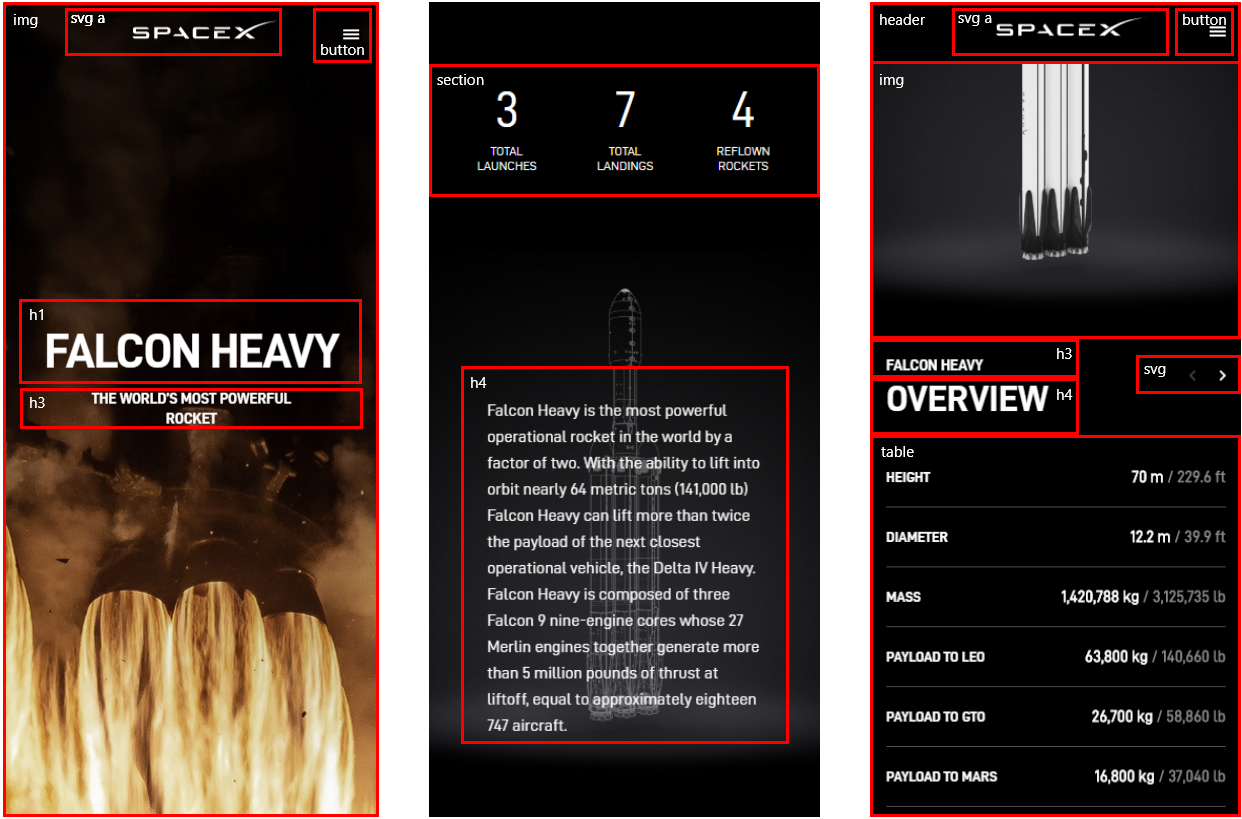 img
svg a
SPACEX
button
h1
FALCON HEAVY
h3
THE WORLD'S MOST POWERFUL
ROCKET
section
3 7 4
TOTAL LAUNCHES
TOTAL LANDINGS
REFLOWN ROCKETS
h4
Falcon Heavy is the most powerful
operational rocket in the world by a
factor of two. With the ability to lift into
orbit nearly 64 metric tons (141,000 lb)
Falcon Heavy can lift more than twice
the payload of the next closest
operational vehicle, the Delta IV Heavy.
Falcon Heavy is composed of three
Falcon 9 nine-engine cores whose 27
Merlin engines together generate more
than 5 million pounds of thrust at
liftoff, equal to approximately eighteen
747 aircraft.
header
svg a
SPACEX
button
img
h3
FALCON HEAVY
svg
OVERVIEW
h4
table
HEIGHT 70 m / 229.6 ft
DIAMETER 12.2 m / 39.9 ft
MASS 1,420,788 kg / 3,125,735 lb
PAYLOAD TO LEO 63,800 kg / 140,660 lb
PAYLOAD TO GTO 26,700 kg / 58,860 lb
PAYLOAD TO MARS 16,800 kg / 37,040 lb